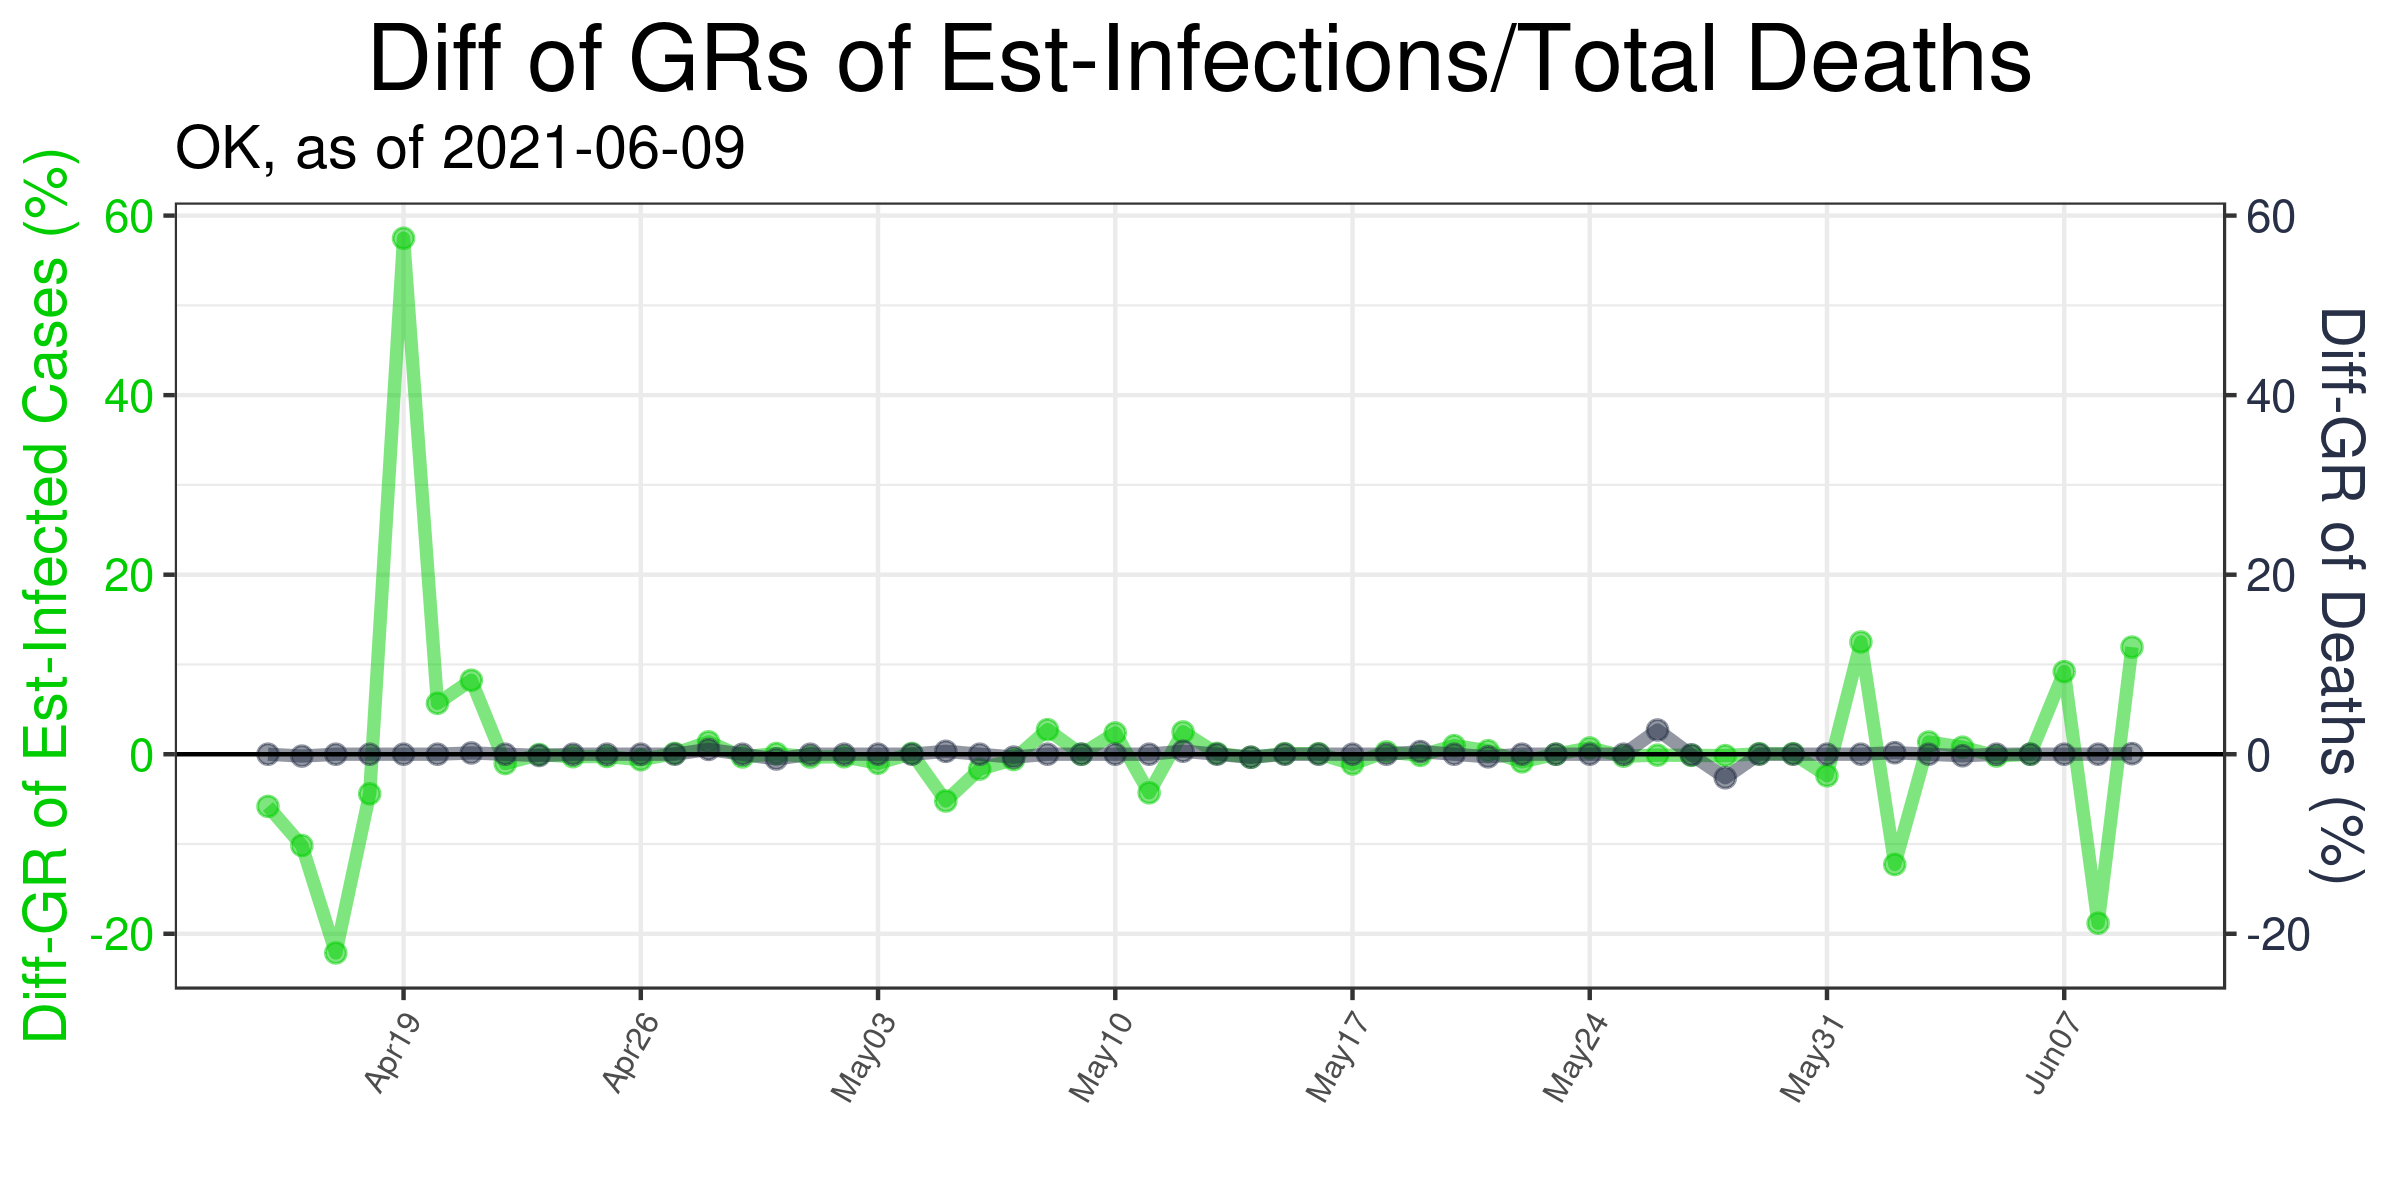 Diff of GRs of Est-Infections/Total Deaths
OK, as of 2021-06-09
Diff-GR of Est-Infected Cases (%)
60
40
20
0
-20
60
40
20
0
-20
Diff-GR of Deaths (%)
Apr19
Apr26
May03
May10
May17
May24
May31
Jun07